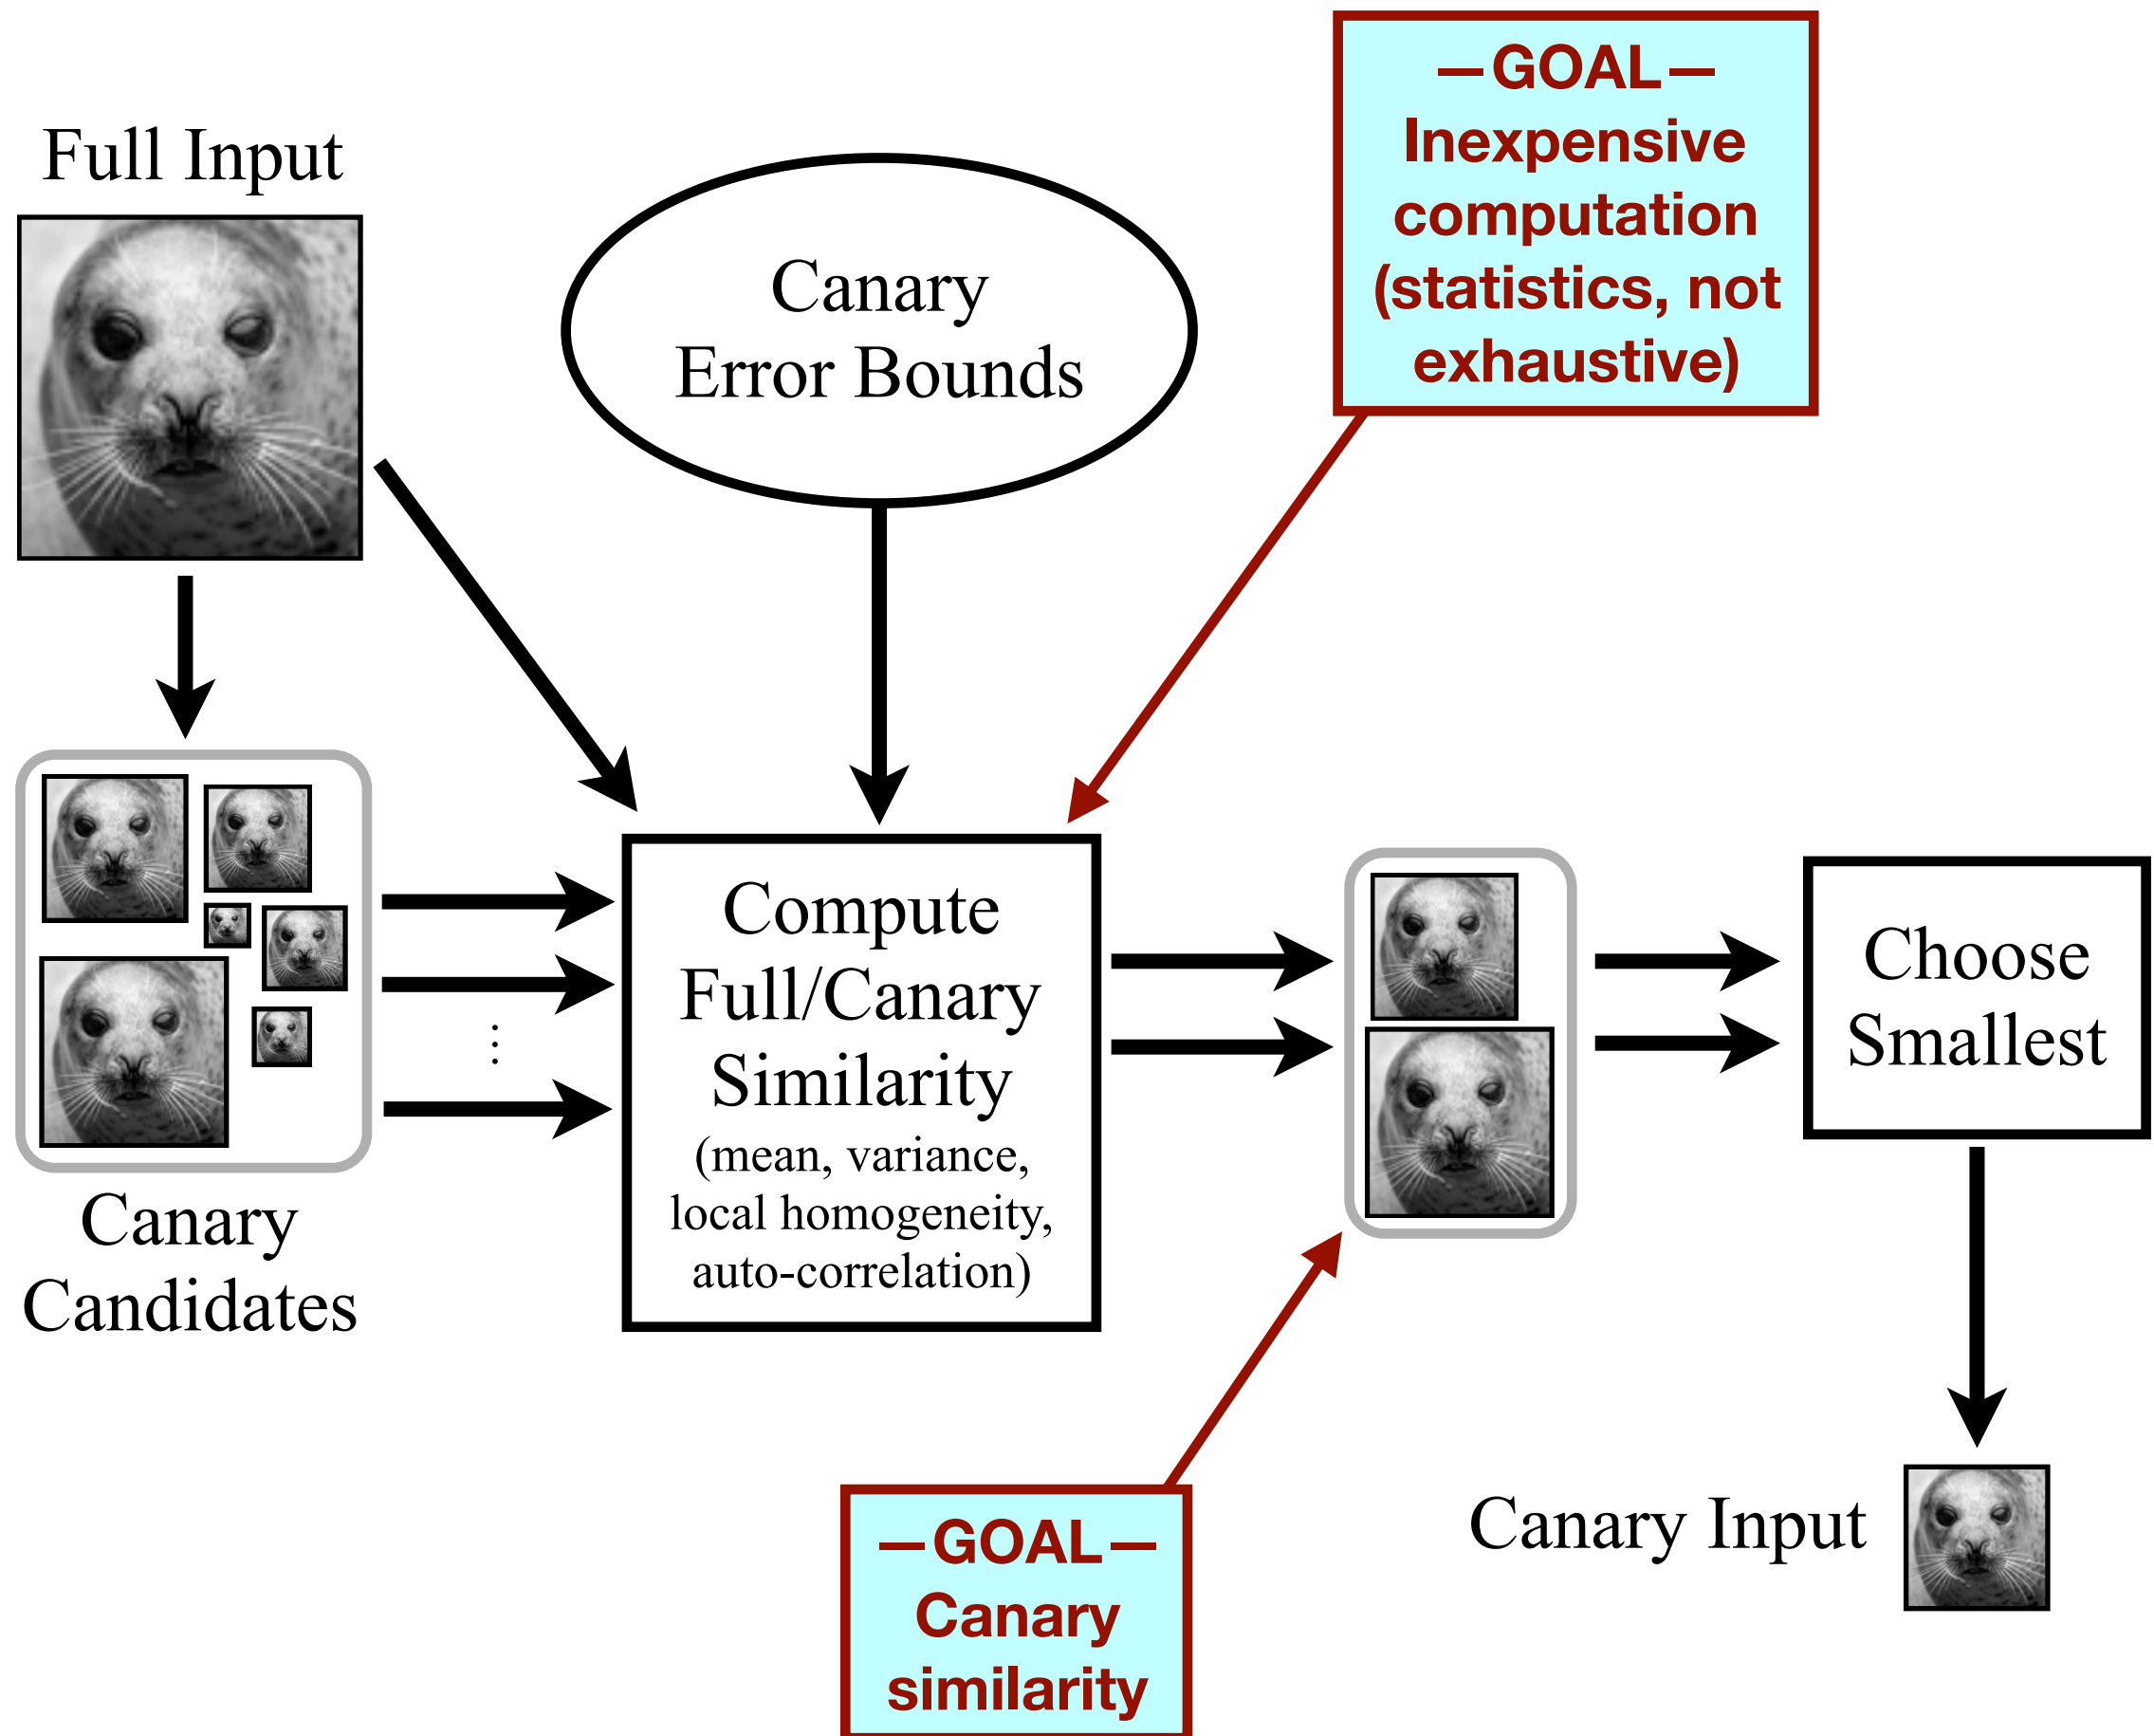 Full Input
Canary
Error Bounds
—GOAL—
Inexpensive
computation
(statistics, not
exhaustive)
Canary
Candidates
⋮
Compute
Full/Canary
Similarity
(mean, variance,
local homogeneity,
auto-correlation)
Choose
Smallest
—GOAL—
Canary
similarity
Canary Input